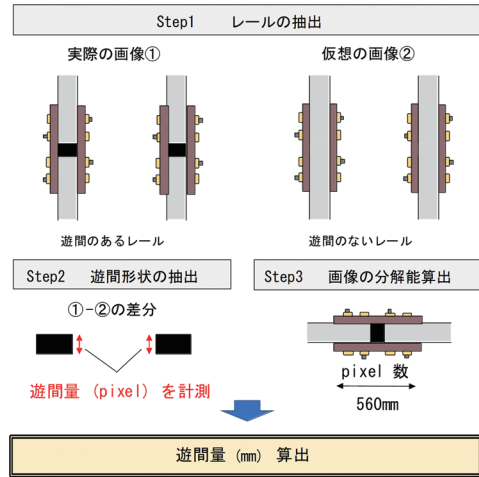 Step1 レールの抽出
実際の画像①
仮想の画像②
遊間のあるレール
遊間のないレール
Step2 遊間形状の抽出
①-②の差分
遊間量 (pixel) を計測
Step3 画像の分解能算出
pixel 数
560mm
遊間量 (mm) 算出